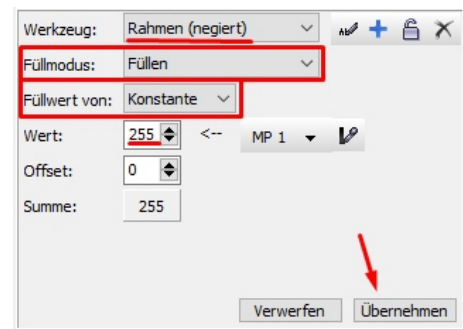 Werkzeug: Rahmen (negiert)
Füllmodus: Füllen
Füllwert von: Konstante
Wert: 255 <-- MP 1
Offset: 0
Summe: 255
Verwerfen Übernehmen